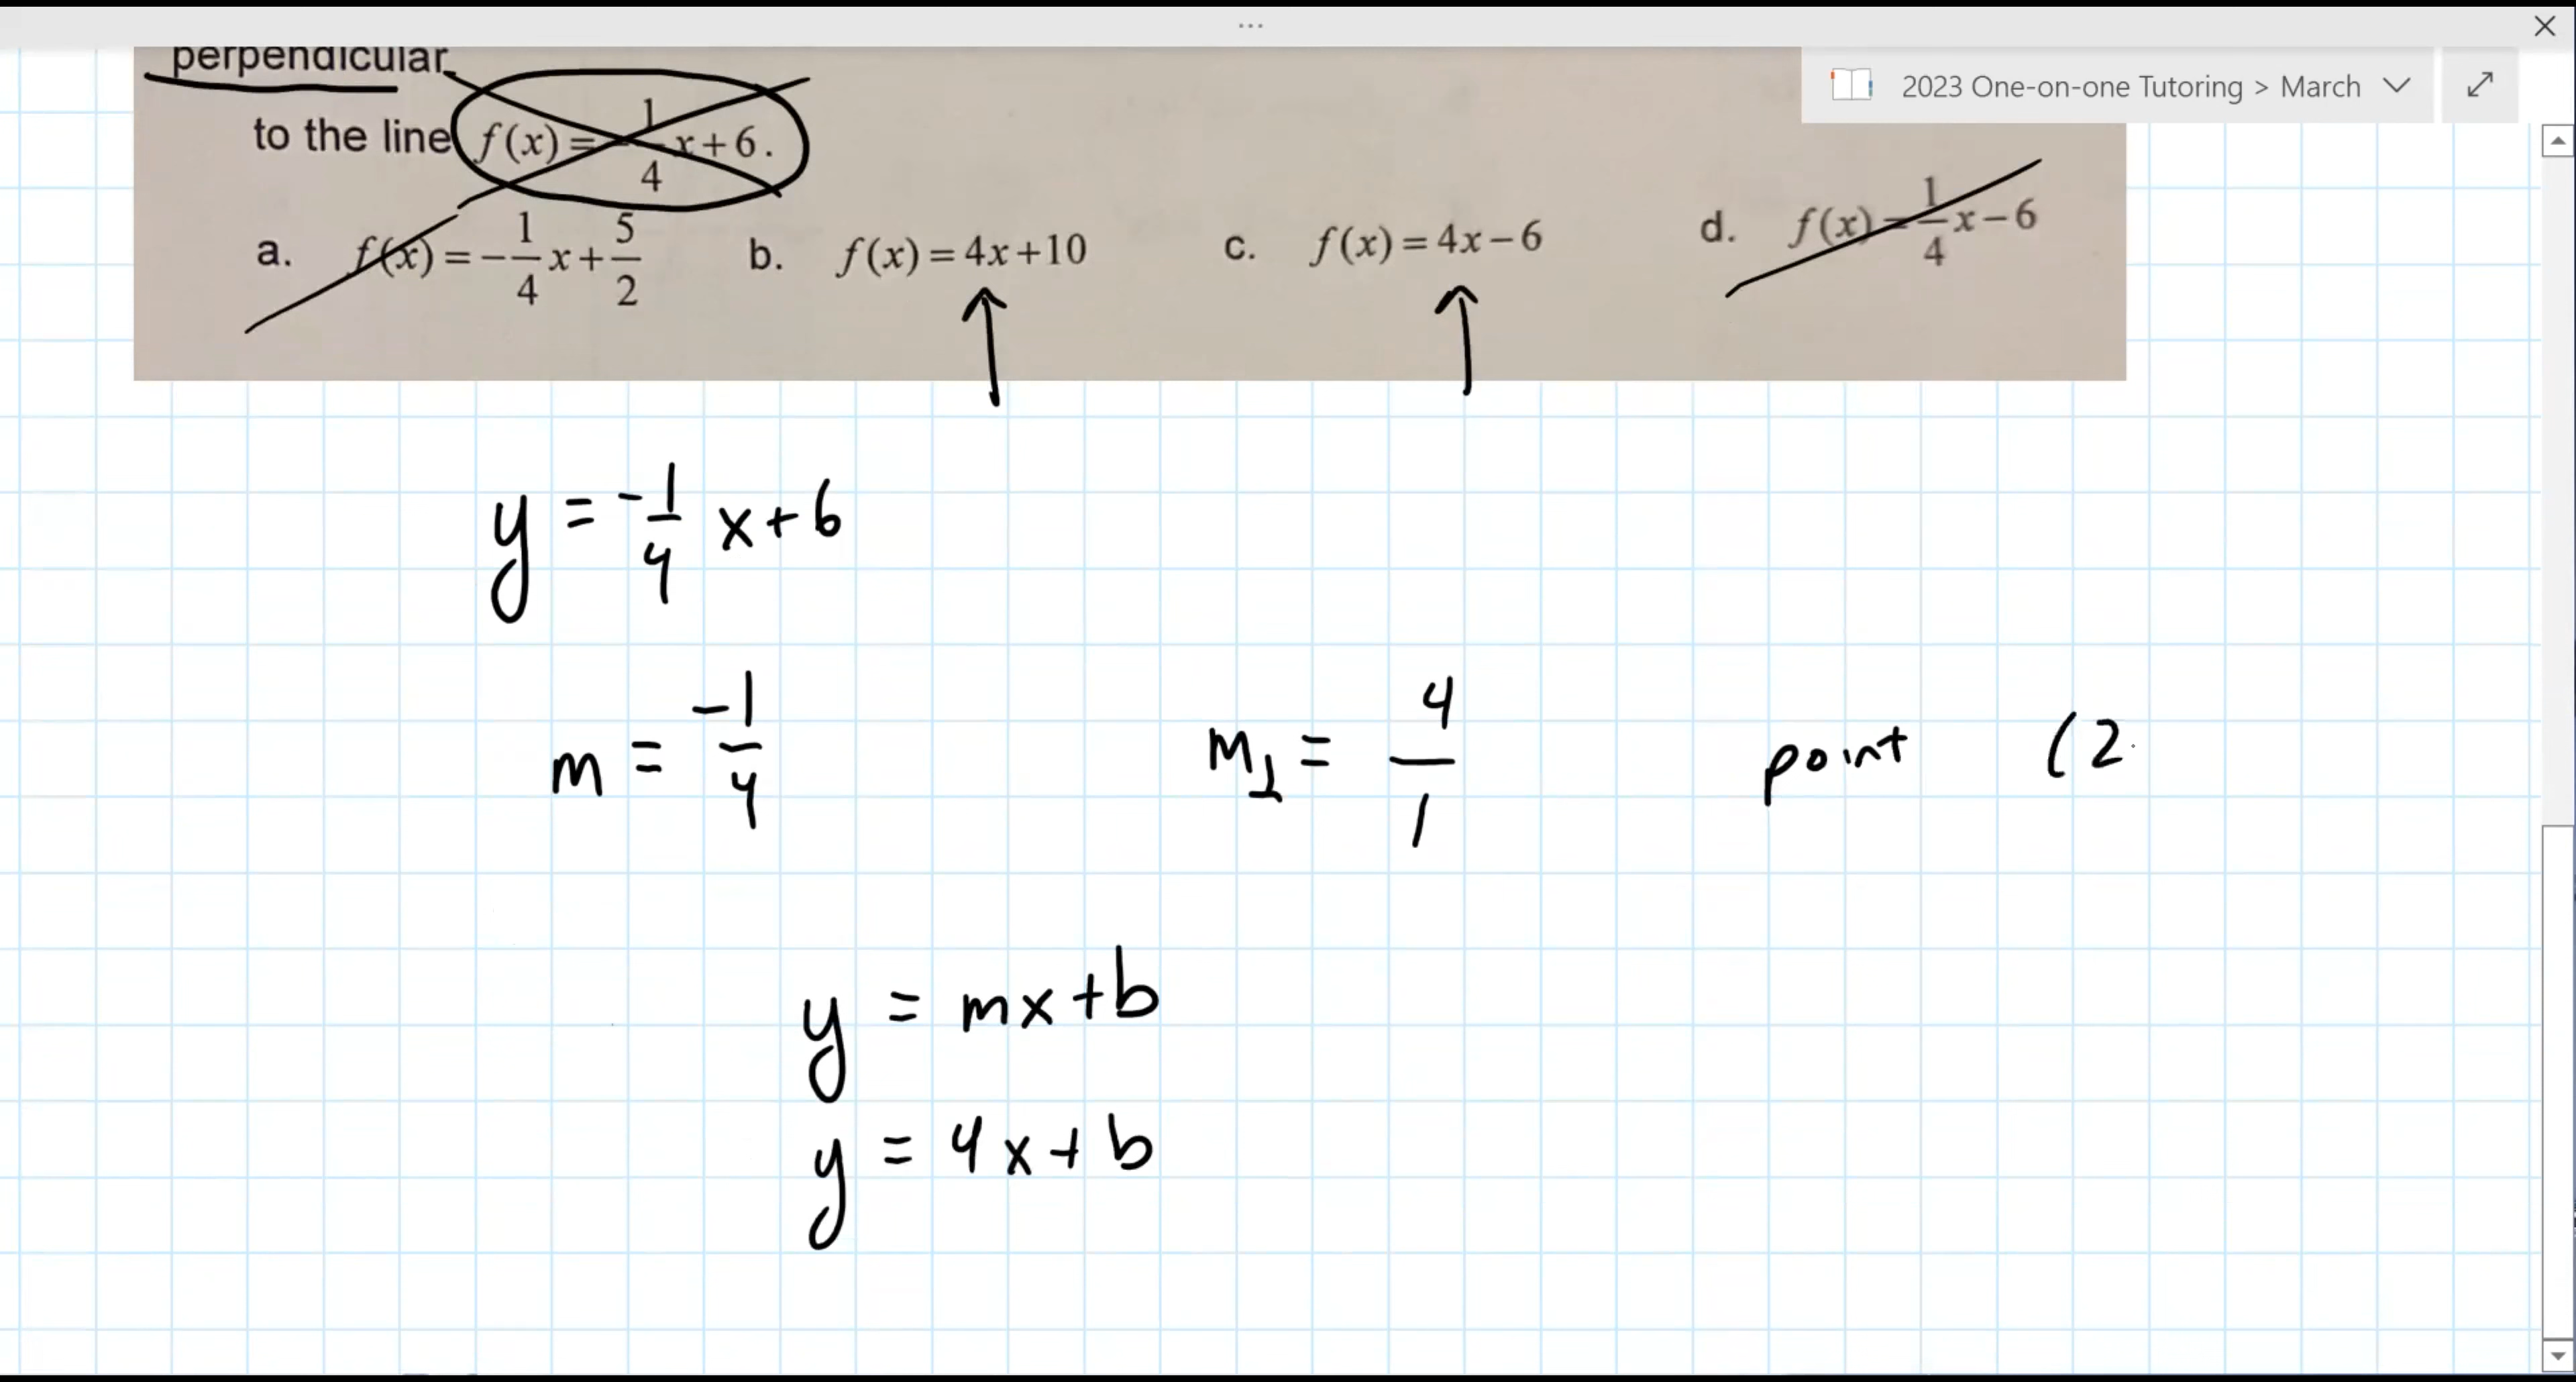 ...
2023 One-on-one Tutoring > March
perpendicular
to the line f(x) = -1/4 x + 6.
a. f(x) = -1/4 x + 5/2 b. f(x) = 4x + 10 c. f(x) = 4x - 6 d. f(x) = 1/4 x - 6
y = -1/4 x + 6
m = -1/4 m⊥ = 4/1 point (2
y = mx + b
y = 4x + b